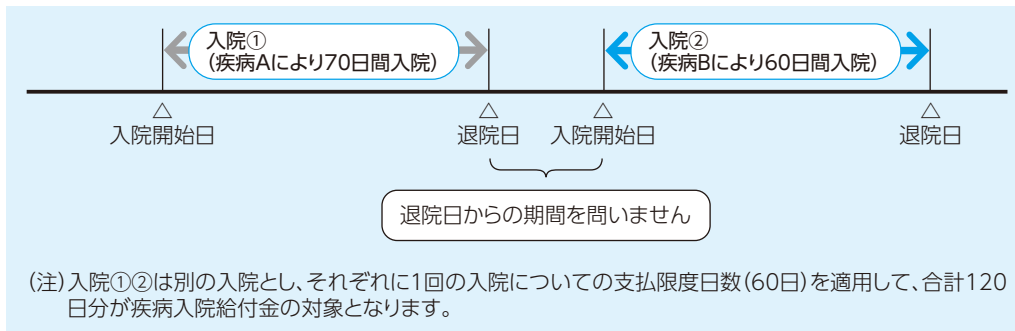 入院①
(疾病Aにより70日間入院)
入院②
(疾病Bにより60日間入院)
△
入院開始日
△
退院日
△
入院開始日
△
退院日
退院日からの期間を問いません
(注)入院①②は別の入院とし、それぞれに1回の入院についての支払限度日数(60日)を適用して、合計120
日分が疾病入院給付金の対象となります。